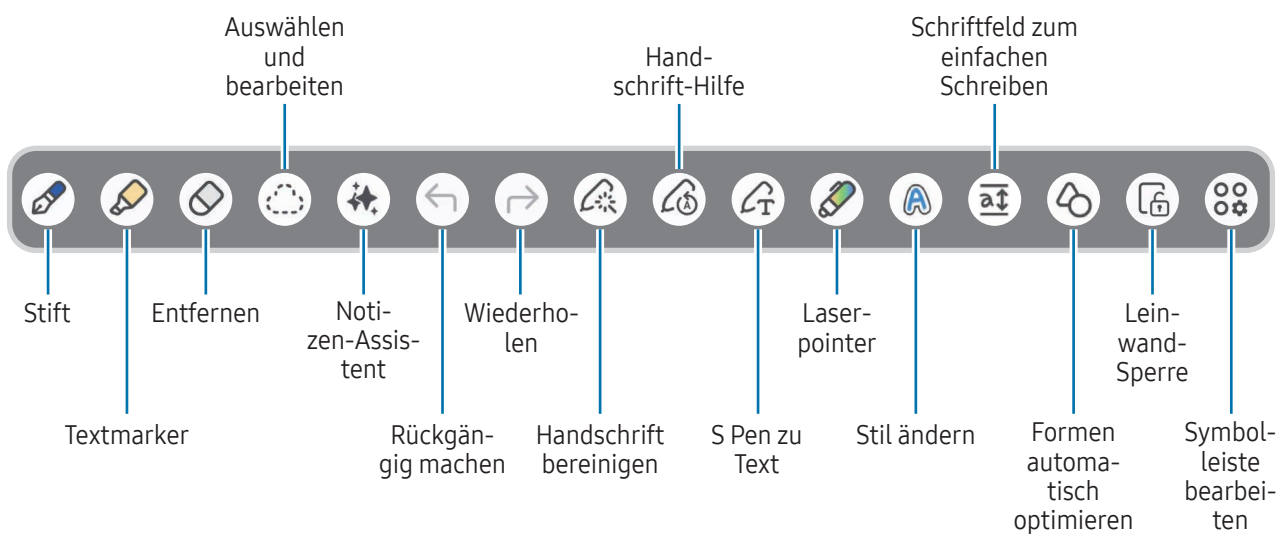 Auswählen
und
bearbeiten
Hand-
schrift-Hilfe
Schriftfeld zum
einfachen
Schreiben
Stift
Entfernen
Noti-
zen-Assis-
tent
Wiederho-
len
Laser-
pointer
Lein-
wand-
Sperre
Textmarker
Rückgän-
gig machen
Handschrift
bereinigen
S Pen zu
Text
Stil ändern
Formen
automa-
tisch
optimieren
Symbol-
leiste
bearbei-
ten